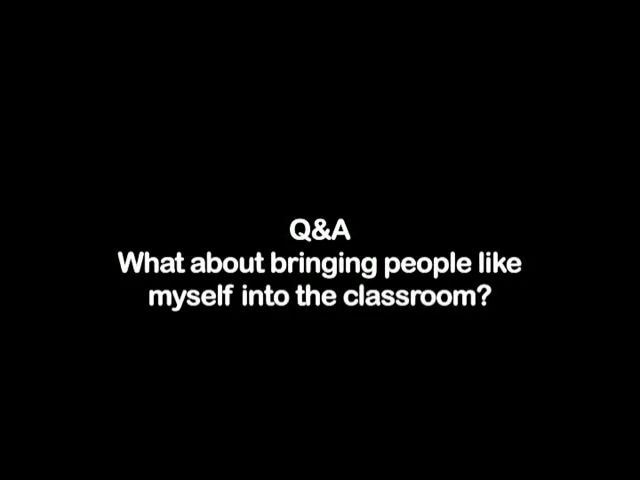 Q&A
What about bringing people like
myself into the classroom?